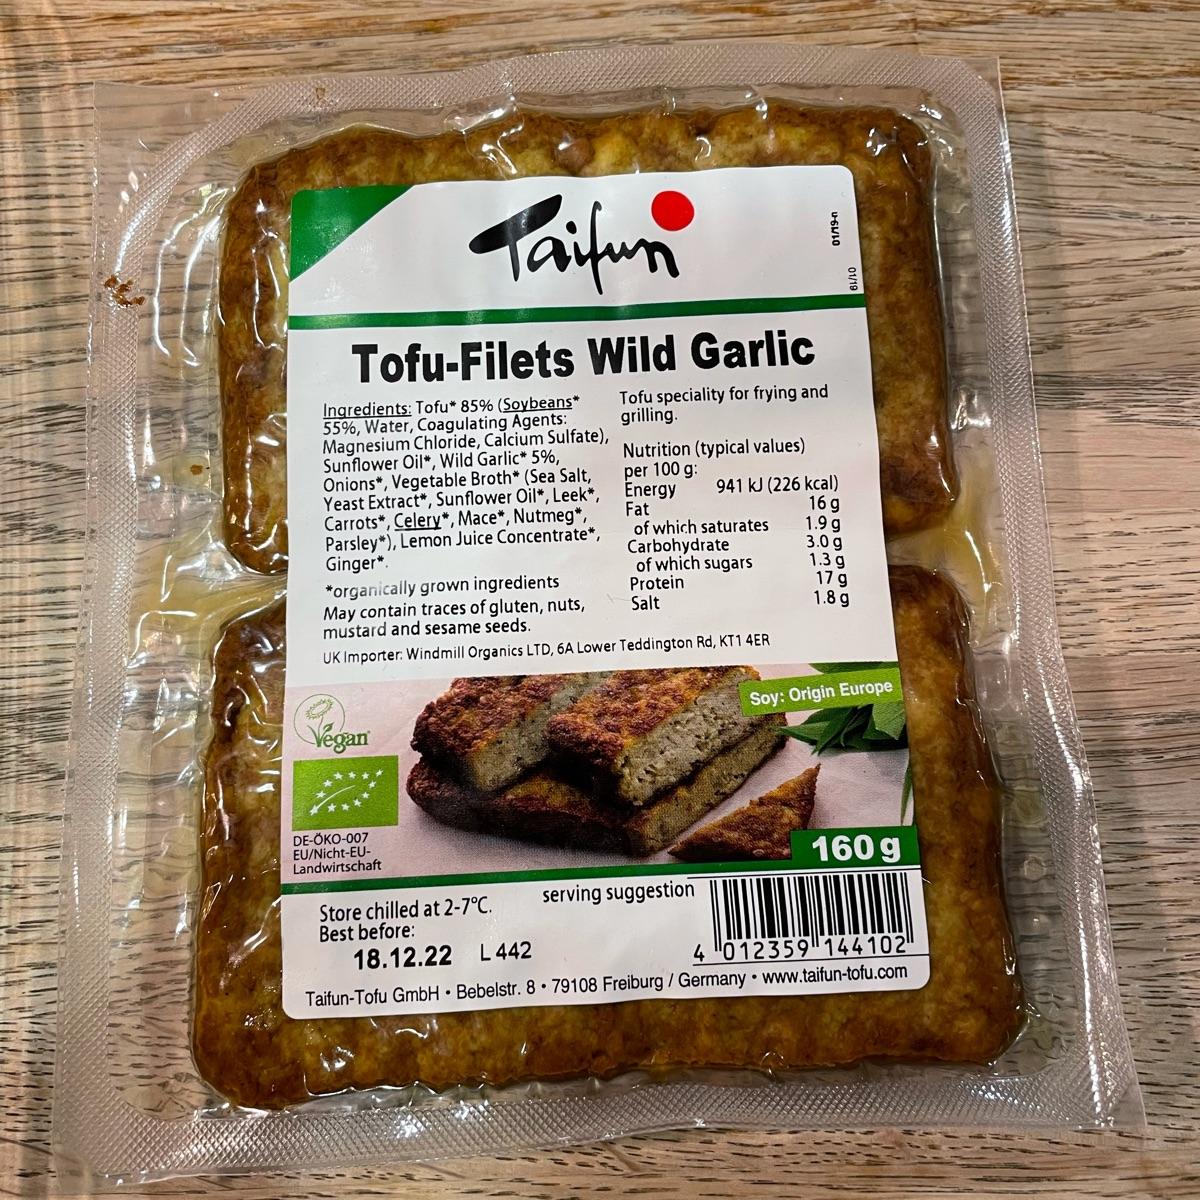 Taifun
01/19-n
01/19
Tofu-Filets Wild Garlic
Ingredients: Tofu* 85% (Soybeans*
55%, Water, Coagulating Agents:
Magnesium Chloride, Calcium Sulfate),
Sunflower Oil*, Wild Garlic* 5%,
Onions*, Vegetable Broth* (Sea Salt,
Yeast Extract*, Sunflower Oil*, Leek*,
Carrots*, Celery*, Mace*, Nutmeg*,
Parsley*), Lemon Juice Concentrate*,
Ginger*.
*organically grown ingredients
May contain traces of gluten, nuts,
mustard and sesame seeds.
Tofu speciality for frying and
grilling.
Nutrition (typical values)
per 100 g:
Energy 941 kJ (226 kcal)
Fat 16 g
of which saturates 1.9 g
Carbohydrate 3.0 g
of which sugars 1.3 g
Protein 17 g
Salt 1.8 g
UK Importer: Windmill Organics LTD, 6A Lower Teddington Rd, KT1 4ER
Soy: Origin Europe
Vegan
DE-ÖKO-007
EU/Nicht-EU-
Landwirtschaft
160 g
serving suggestion
Store chilled at 2-7°C.
Best before:
18.12.22 L 442
4 012359 144102
Taifun-Tofu GmbH • Bebelstr. 8 • 79108 Freiburg / Germany • www.taifun-tofu.com